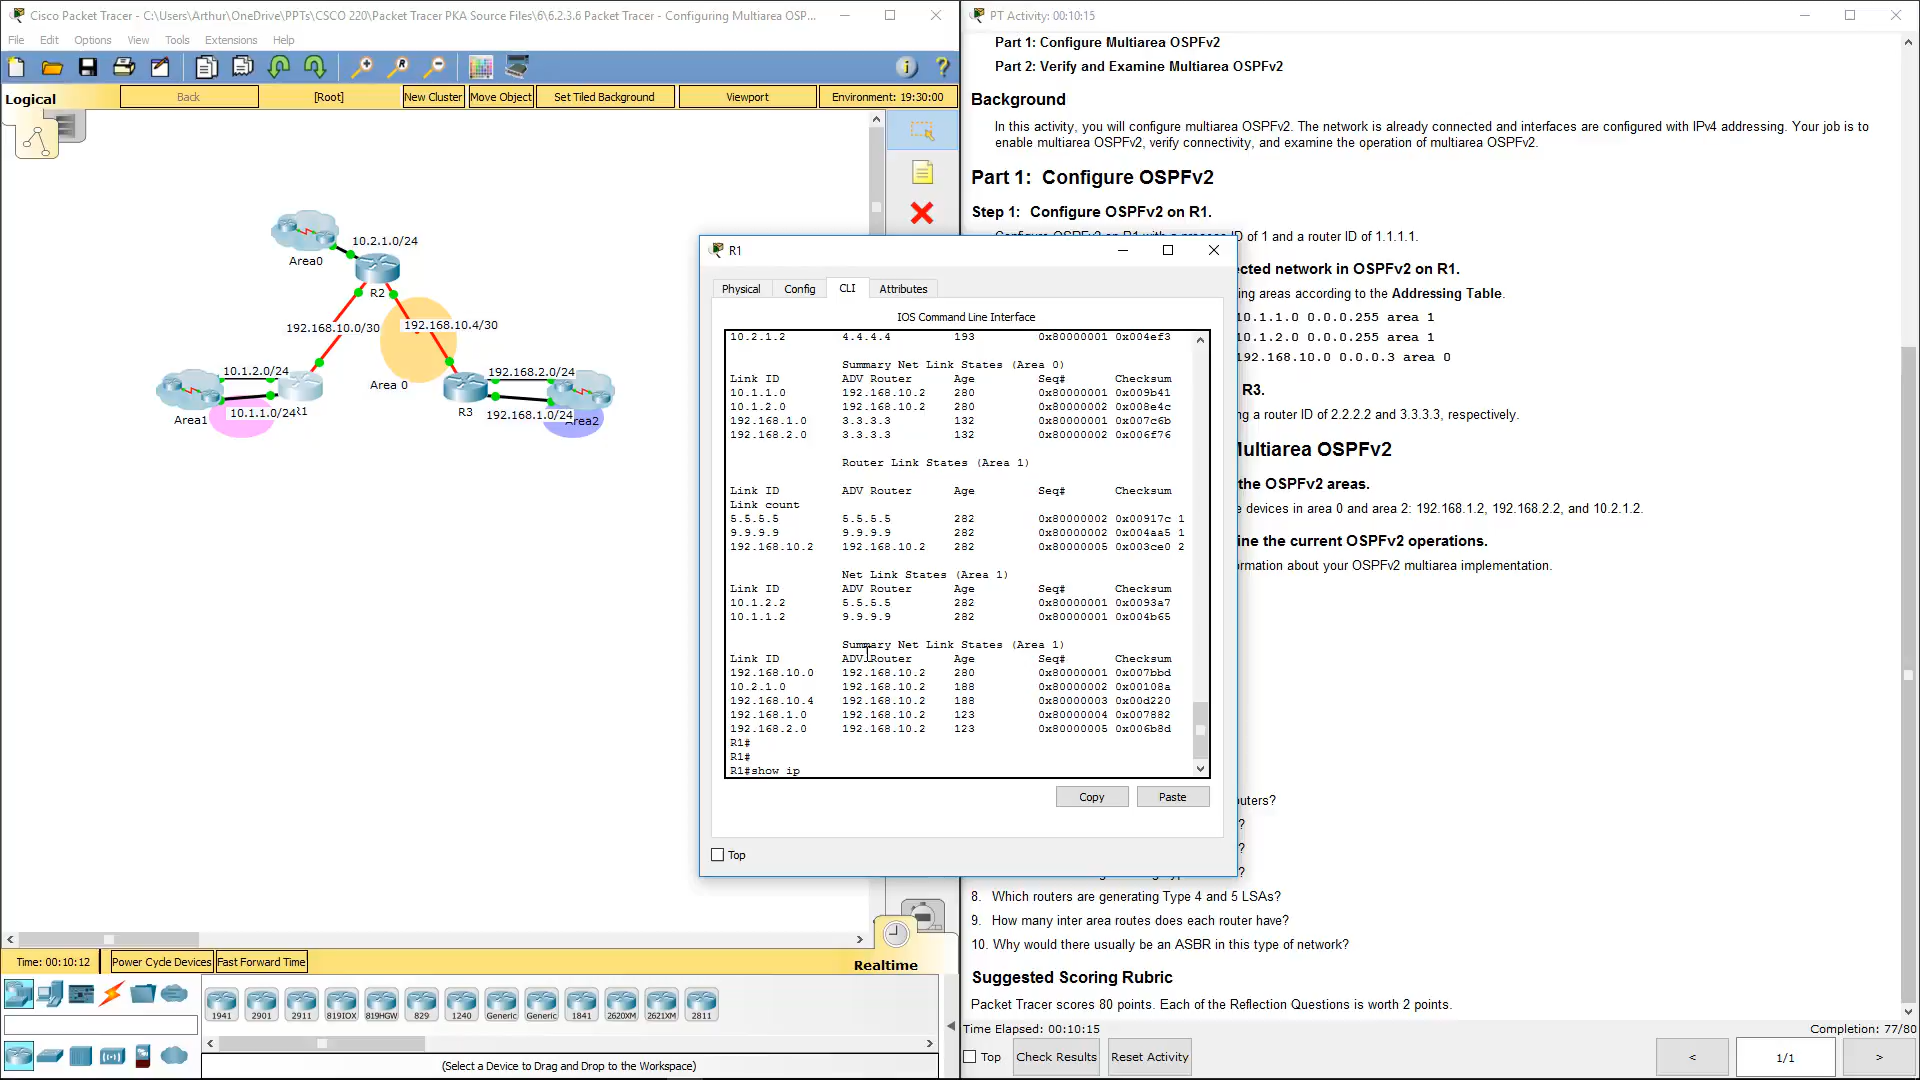 Cisco Packet Tracer - C:\Users\Arthur\OneDrive\PPTs\CSCO 220\Packet Tracer PKA Source Files\6\6.2.3.6 Packet Tracer - Configuring Multiarea OSP...
File Edit Options View Tools Extensions Help
Logical
Back
[Root]
New Cluster
Move Object
Set Tiled Background
Viewport
Environment: 19:30:00
10.2.1.0/24
Area0
R2
192.168.10.0/30
192.168.10.4/30
Area 0
10.1.2.0/24
R1
10.1.1.0/24
Area1
192.168.2.0/24
R3
192.168.1.0/24
Area2
R1
Physical Config CLI Attributes
IOS Command Line Interface
10.2.1.2 4.4.4.4 193 0x80000001 0x004ef3
Summary Net Link States (Area 0)
Link ID ADV Router Age Seq# Checksum
10.1.1.0 192.168.10.2 280 0x80000001 0x009b41
10.1.2.0 192.168.10.2 280 0x80000002 0x008e4c
192.168.1.0 3.3.3.3 132 0x80000001 0x007c6b
192.168.2.0 3.3.3.3 132 0x80000002 0x006f76
Router Link States (Area 1)
Link ID ADV Router Age Seq# Checksum
Link count
5.5.5.5 5.5.5.5 282 0x80000002 0x00917c 1
9.9.9.9 9.9.9.9 282 0x80000002 0x004aa5 1
192.168.10.2 192.168.10.2 282 0x80000005 0x003ce0 2
Net Link States (Area 1)
Link ID ADV Router Age Seq# Checksum
10.1.2.2 5.5.5.5 282 0x80000001 0x0093a7
10.1.1.2 9.9.9.9 282 0x80000001 0x004b65
Summary Net Link States (Area 1)
Link ID ADV Router Age Seq# Checksum
192.168.10.0 192.168.10.2 280 0x80000001 0x007bbd
10.2.1.0 192.168.10.2 188 0x80000002 0x00108a
192.168.10.4 192.168.10.2 188 0x80000003 0x00d220
192.168.1.0 192.168.10.2 123 0x80000004 0x007882
192.168.2.0 192.168.10.2 123 0x80000005 0x006b8d
R1#
R1#
R1#show ip
Copy
Paste
Top
Realtime
Time: 00:10:12
Power Cycle Devices
Fast Forward Time
1941 2901 2911 819IOX 819HGW 829 1240 Generic Generic 1841 2620XM 2621XM 2811
(Select a Device to Drag and Drop to the Workspace)
PT Activity: 00:10:15
Part 1: Configure Multiarea OSPFv2
Part 2: Verify and Examine Multiarea OSPFv2
Background
In this activity, you will configure multiarea OSPFv2. The network is already connected and interfaces are configured with IPv4 addressing. Your job is to
enable multiarea OSPFv2, verify connectivity, and examine the operation of multiarea OSPFv2.
Part 1: Configure OSPFv2
Step 1: Configure OSPFv2 on R1.
Configure OSPFv2 on R1 with a process ID of 1 and a router ID of 1.1.1.1.
ected network in OSPFv2 on R1.
ing areas according to the Addressing Table.
10.1.1.0 0.0.0.255 area 1
10.1.2.0 0.0.0.255 area 1
192.168.10.0 0.0.0.3 area 0
R3.
g a router ID of 2.2.2.2 and 3.3.3.3, respectively.
Multiarea OSPFv2
the OSPFv2 areas.
devices in area 0 and area 2: 192.168.1.2, 192.168.2.2, and 10.2.1.2.
ine the current OSPFv2 operations.
rmation about your OSPFv2 multiarea implementation.
uters?
?
?
?
8. Which routers are generating Type 4 and 5 LSAs?
9. How many inter area routes does each router have?
10. Why would there usually be an ASBR in this type of network?
Suggested Scoring Rubric
Packet Tracer scores 80 points. Each of the Reflection Questions is worth 2 points.
Time Elapsed: 00:10:15
Completion: 77/80
Top
Check Results
Reset Activity
<
1/1
>